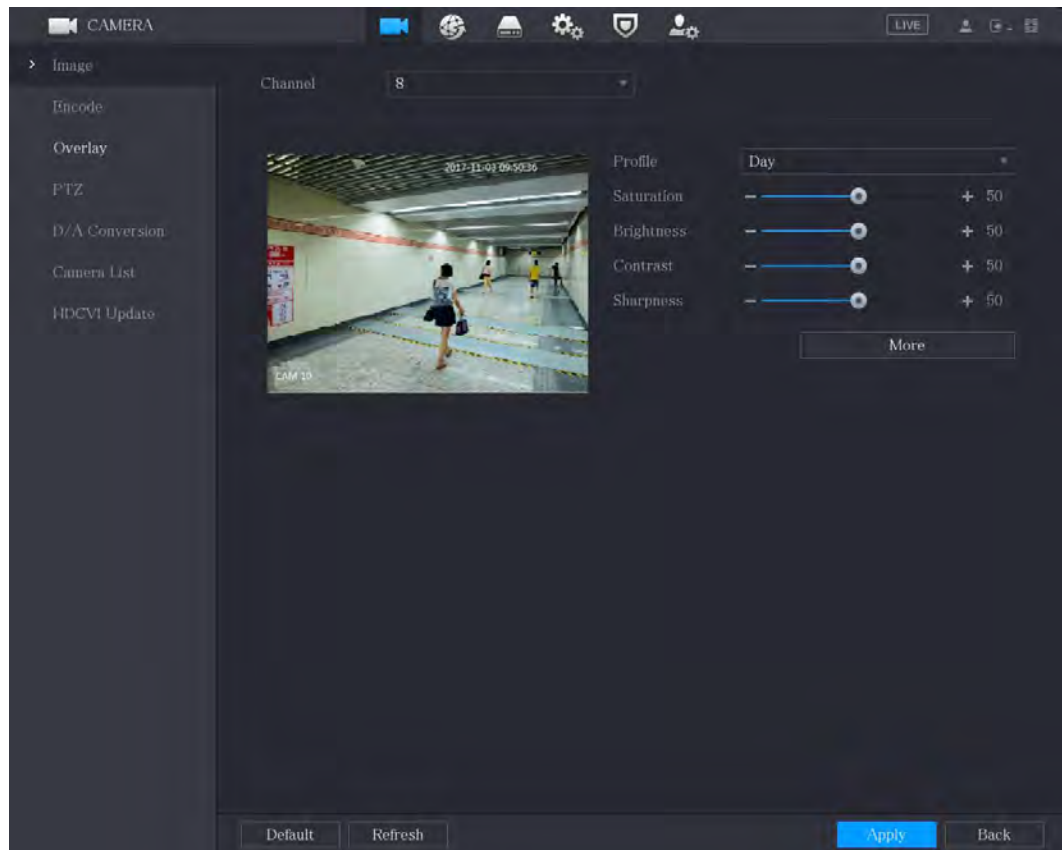 CAMERA
LIVE
Image
Encode
Overlay
PTZ
D/A Conversion
Camera List
HDCVI Update
Channel 8
2017-11-03 09:50:36
CAM 10
Profile Day
Saturation - + 50
Brightness - + 50
Contrast - + 50
Sharpness - + 50
More
Default Refresh Apply Back